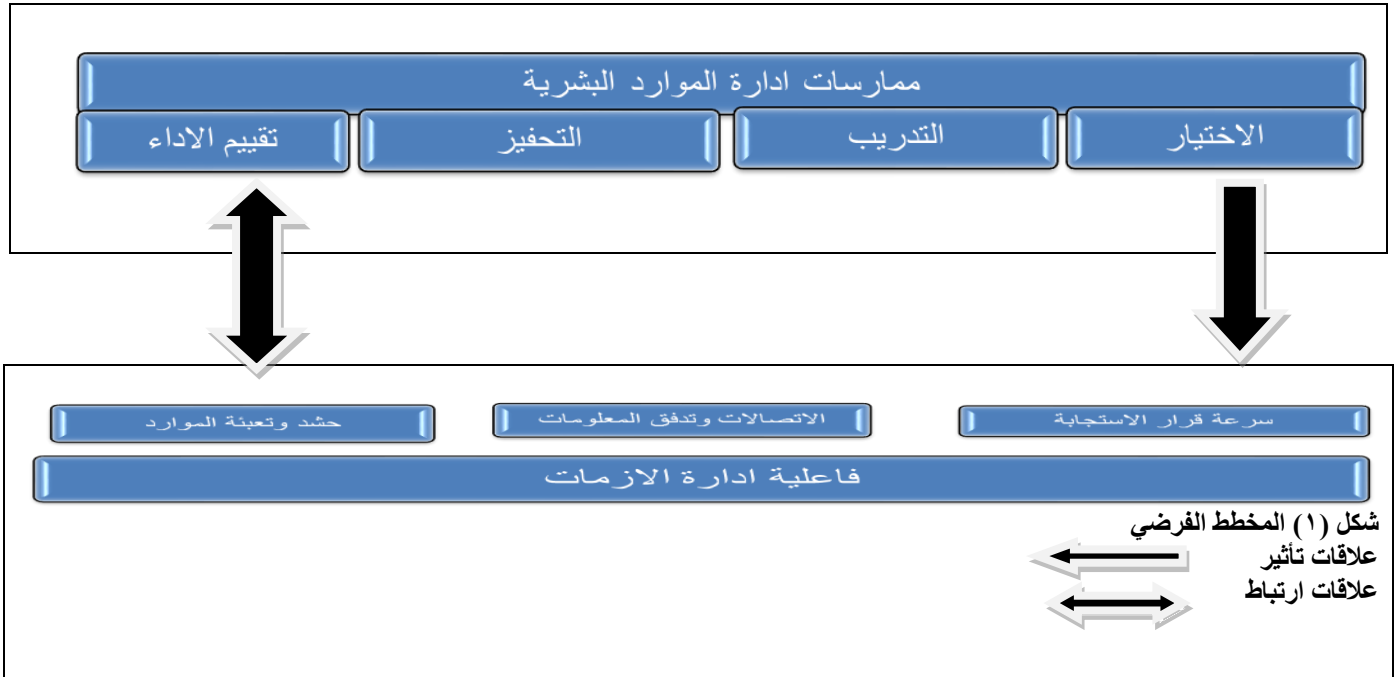 ممارسات ادارة الموارد البشرية
الاختيار
التدريب
التحفيز
تقييم الاداء
سرعة قرار الاستجابة
الاتصالات وتدفق المعلومات
حشد وتعبئة الموارد
فاعلية ادارة الازمات
شكل (١) المخطط الفرضي
علاقات تأثير
علاقات ارتباط